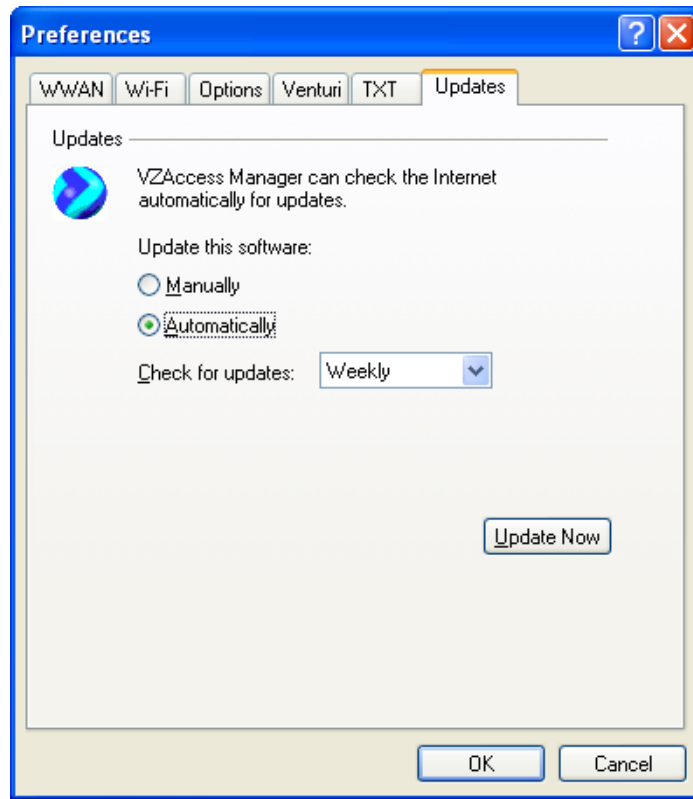 Preferences
?
WWAN Wi-Fi Options Venturi TXT Updates
Updates
VZAccess Manager can check the Internet
automatically for updates.
Update this software:
Manually
Automatically
Check for updates: Weekly
Update Now
OK Cancel